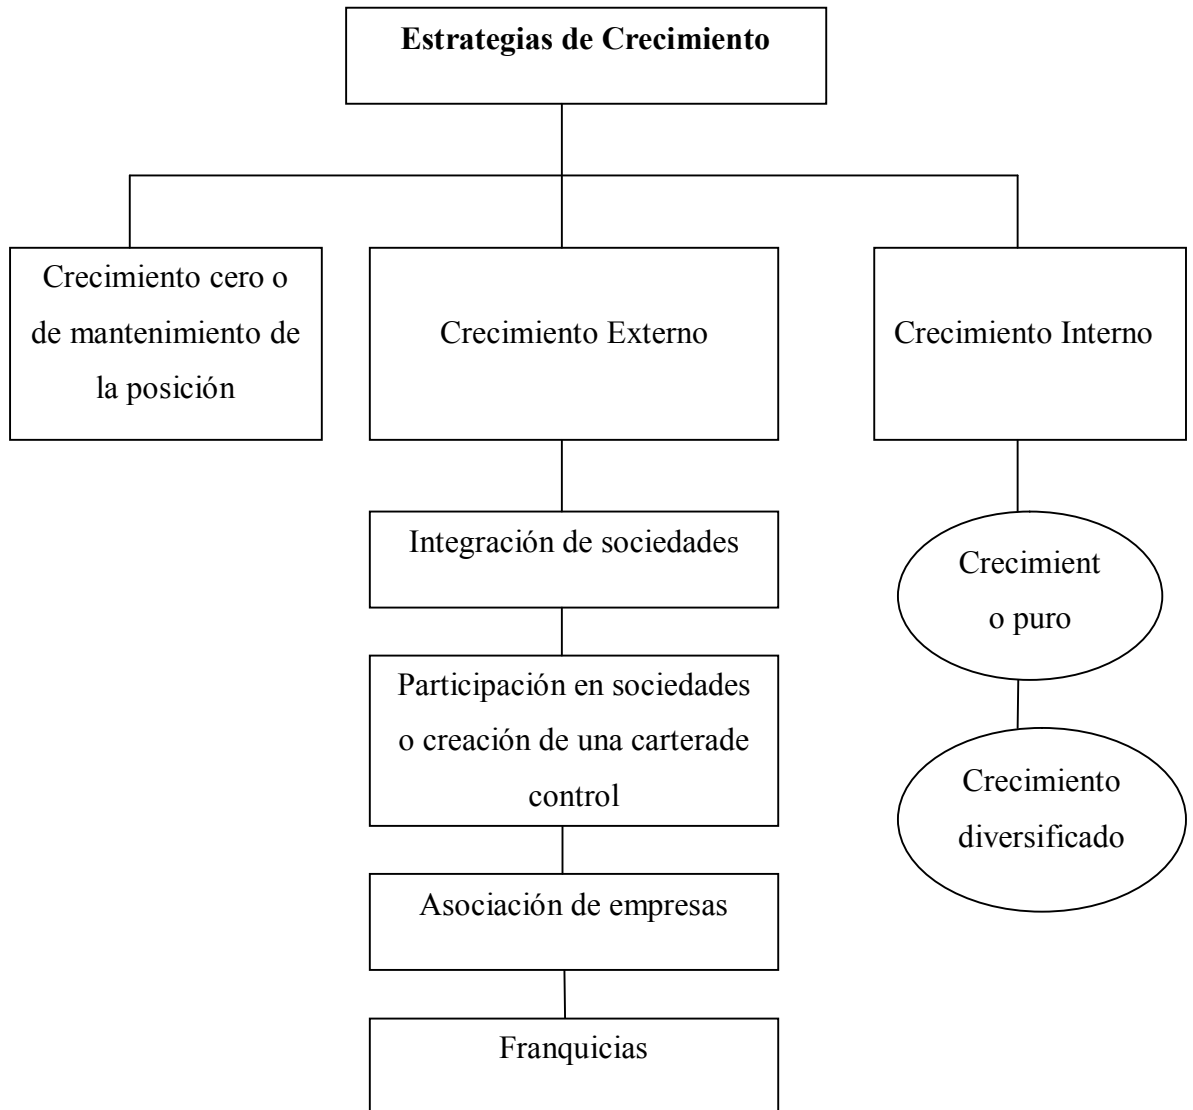 Estrategias de Crecimiento
Crecimiento cero o
de mantenimiento de
la posición
Crecimiento Externo
Crecimiento Interno
Integración de sociedades
Participación en sociedades
o creación de una carterade
control
Asociación de empresas
Franquicias
Crecimient
o puro
Crecimiento
diversificado